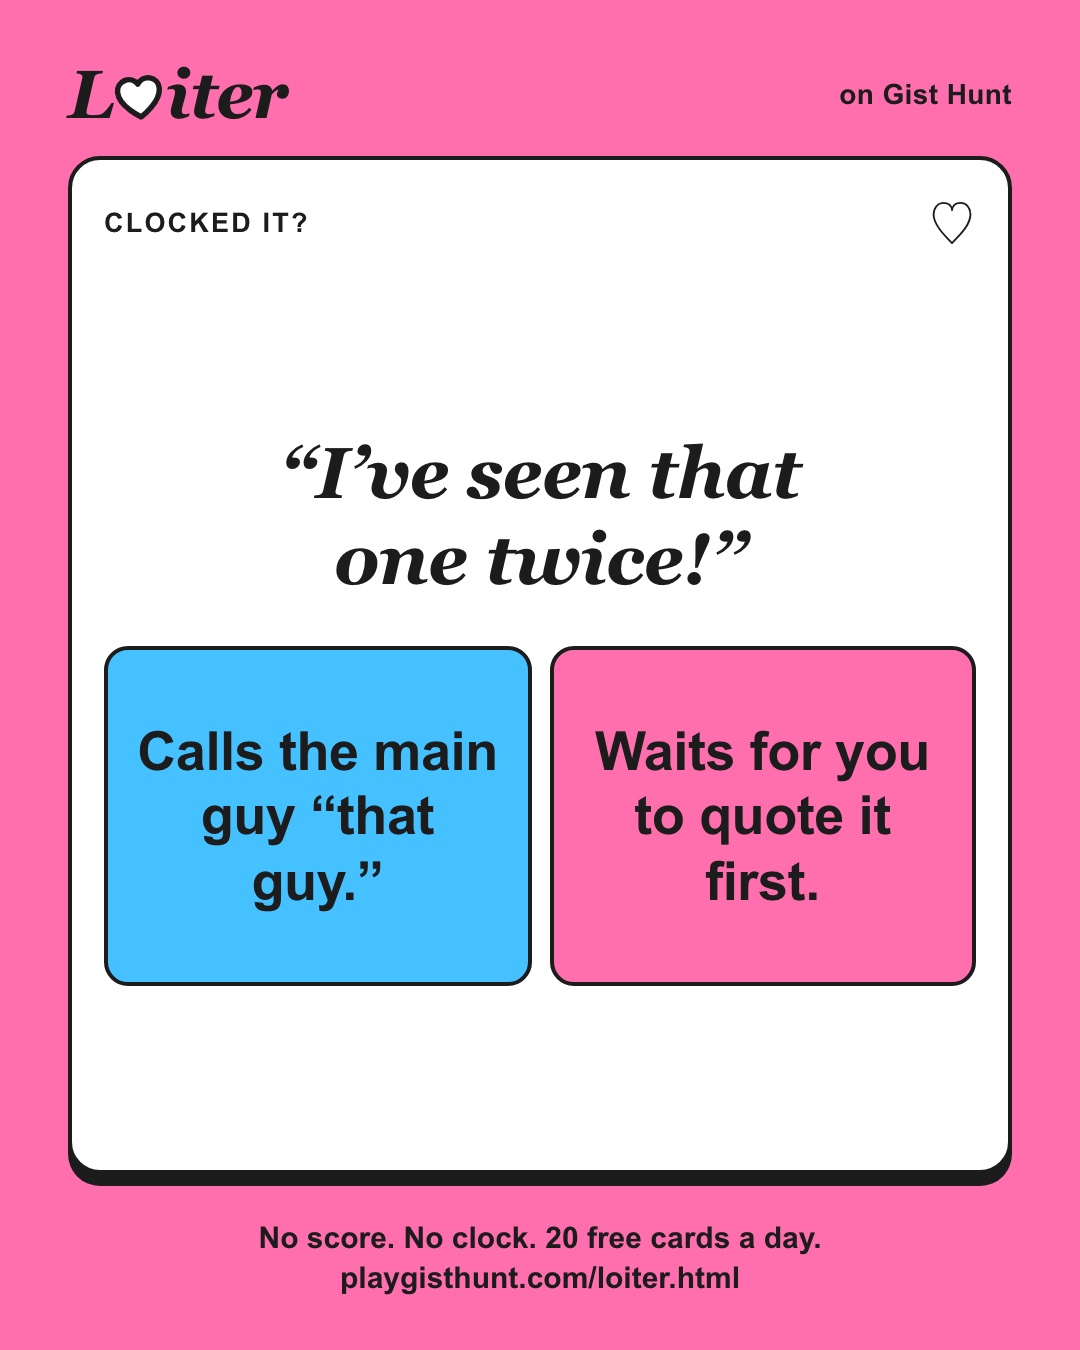 Loiter
on Gist Hunt
CLOCKED IT?
“I’ve seen that
one twice!”
Calls the main
guy “that
guy.”
Waits for you
to quote it
first.
No score. No clock. 20 free cards a day.
playgisthunt.com/loiter.html